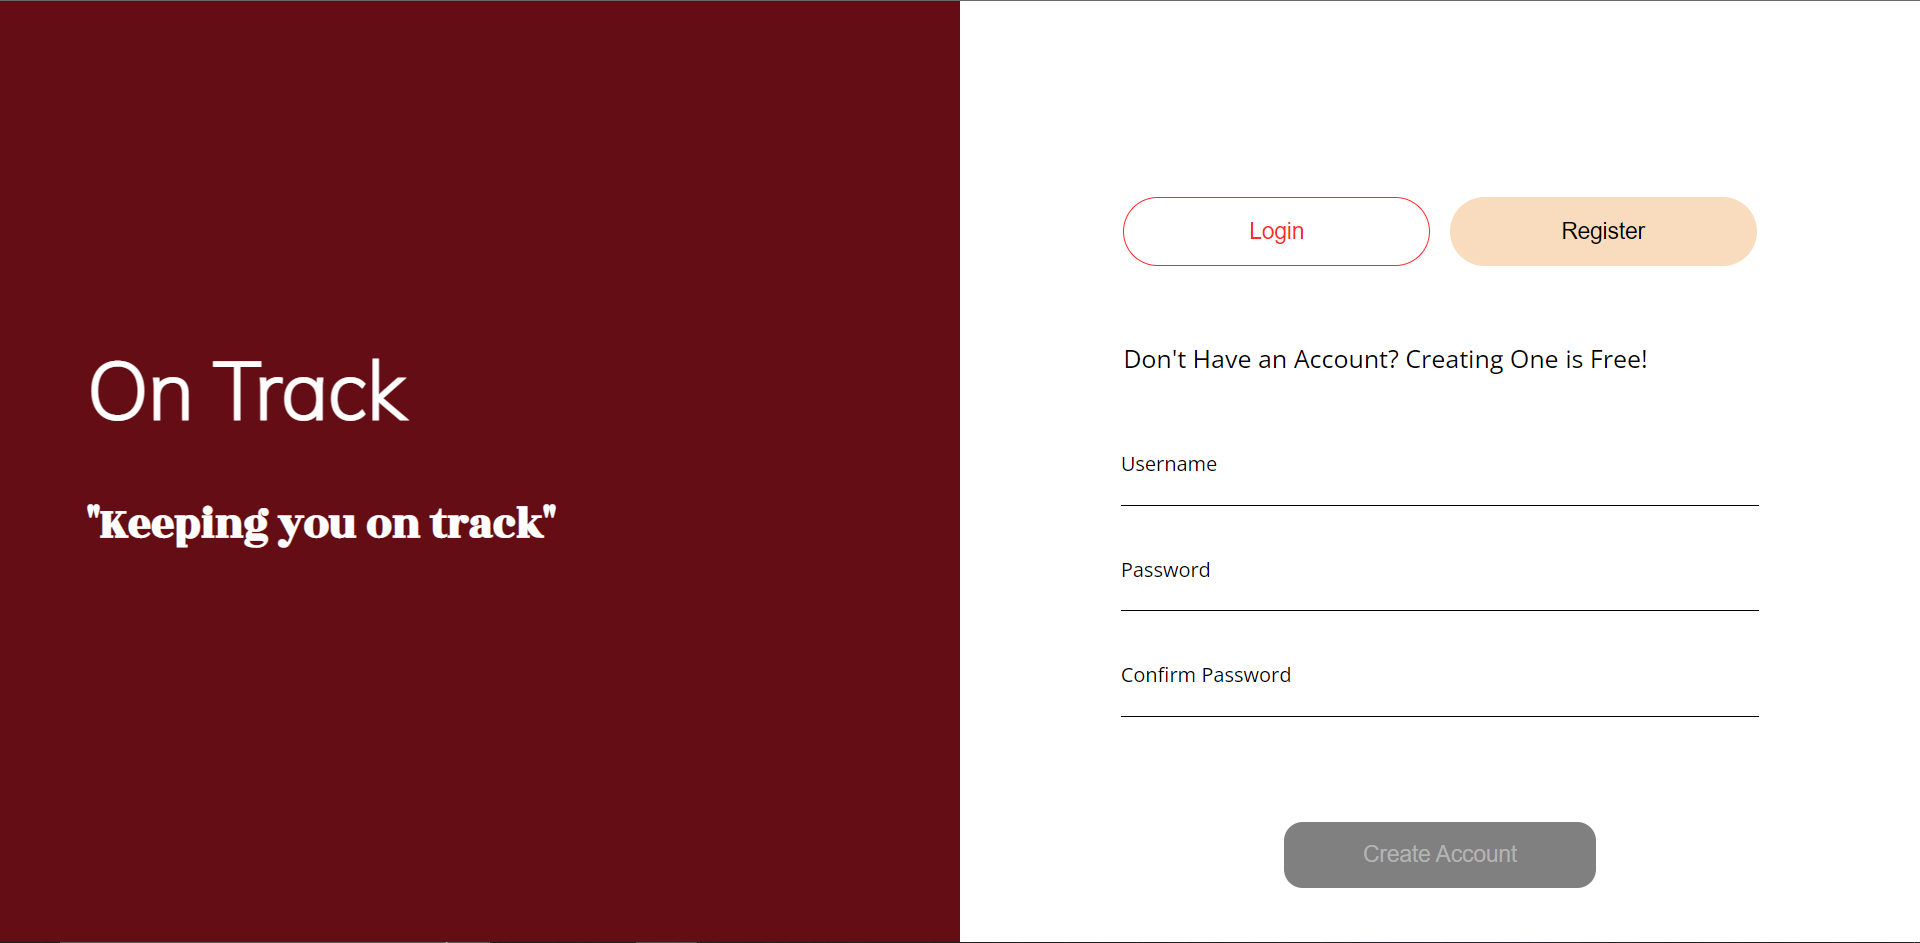 On Track
"Keeping you on track"
Login
Register
Don't Have an Account? Creating One is Free!
Username
Password
Confirm Password
Create Account